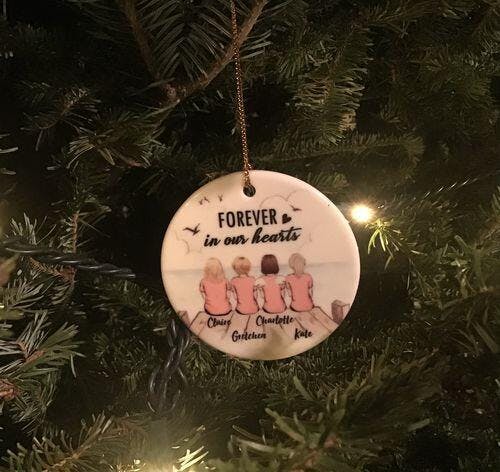 FOREVER
in our hearts
Claire Charlotte
Gretchen Kate